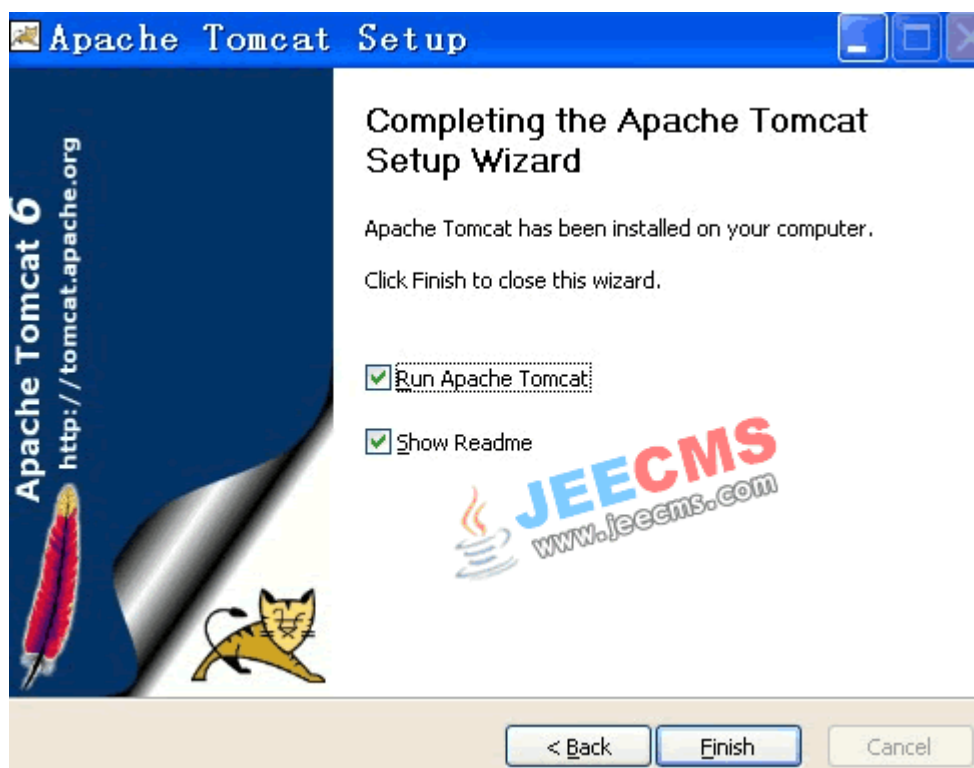 Apache Tomcat Setup
Apache Tomcat 6
http://tomcat.apache.org
Completing the Apache Tomcat
Setup Wizard
Apache Tomcat has been installed on your computer.
Click Finish to close this wizard.
Run Apache Tomcat
Show Readme
JEECMS
www.jeecms.com
< Back
Finish
Cancel